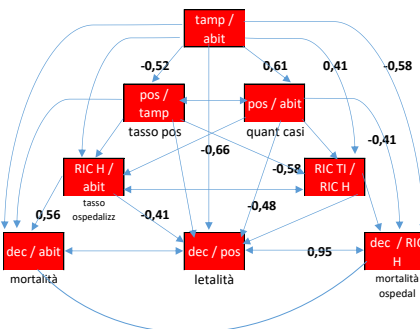 tamp /
abit
-0,52
0,61
0,41
-0,58
pos /
tamp
pos / abit
tasso pos
quant casi
-0,66
-0,41
RIC H /
abit
-0,58
RIC TI /
RIC H
tasso
ospedalizz
0,56
-0,41
-0,48
dec / abit
dec / pos
0,95
dec / RIC
H
mortalità
letalità
mortalità
ospedal